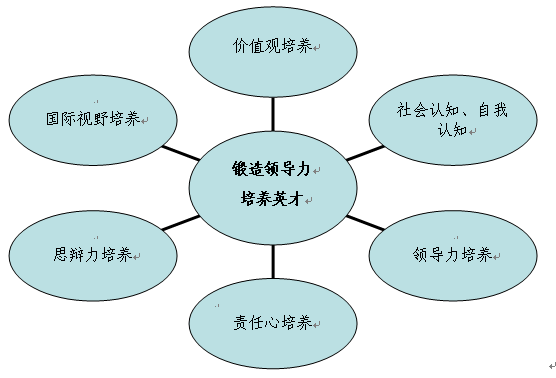 价值观培养
国际视野培养
社会认知、自我
认知
锻造领导力
培养英才
思辩力培养
领导力培养
责任心培养